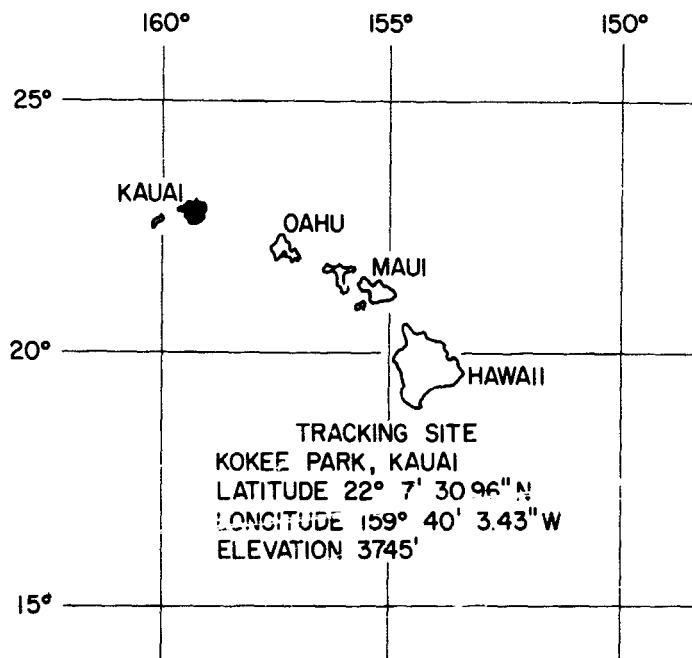 160° 155° 150°
25°
KAUAI
OAHU
MAUI
20°
HAWAII
TRACKING SITE
KOKEE PARK, KAUAI
LATITUDE 22° 7' 30.96" N
LONGITUDE 159° 40' 3.43" W
ELEVATION 3745'
15°